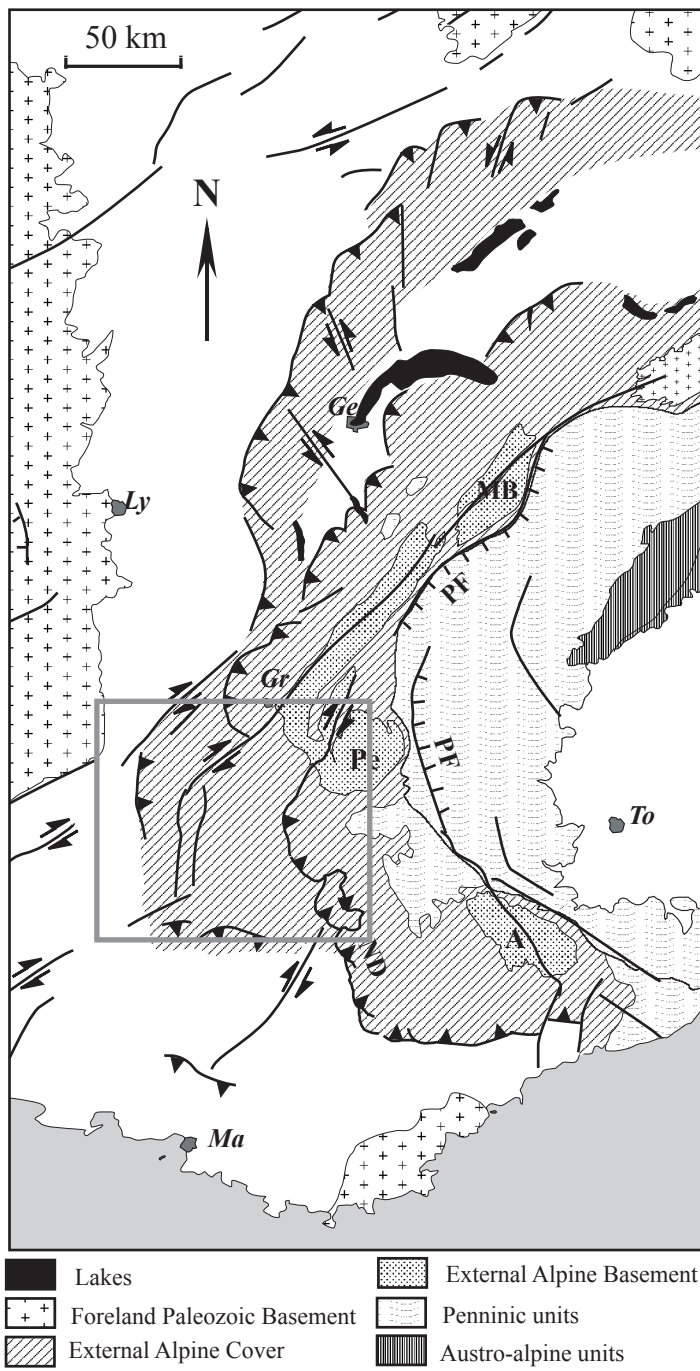 50 km
N
Ge
MB
Ly
PF
Gr
Pe
PF
To
A
ND
Ma
Lakes
External Alpine Basement
Foreland Paleozoic Basement
Penninic units
External Alpine Cover
Austro-alpine units